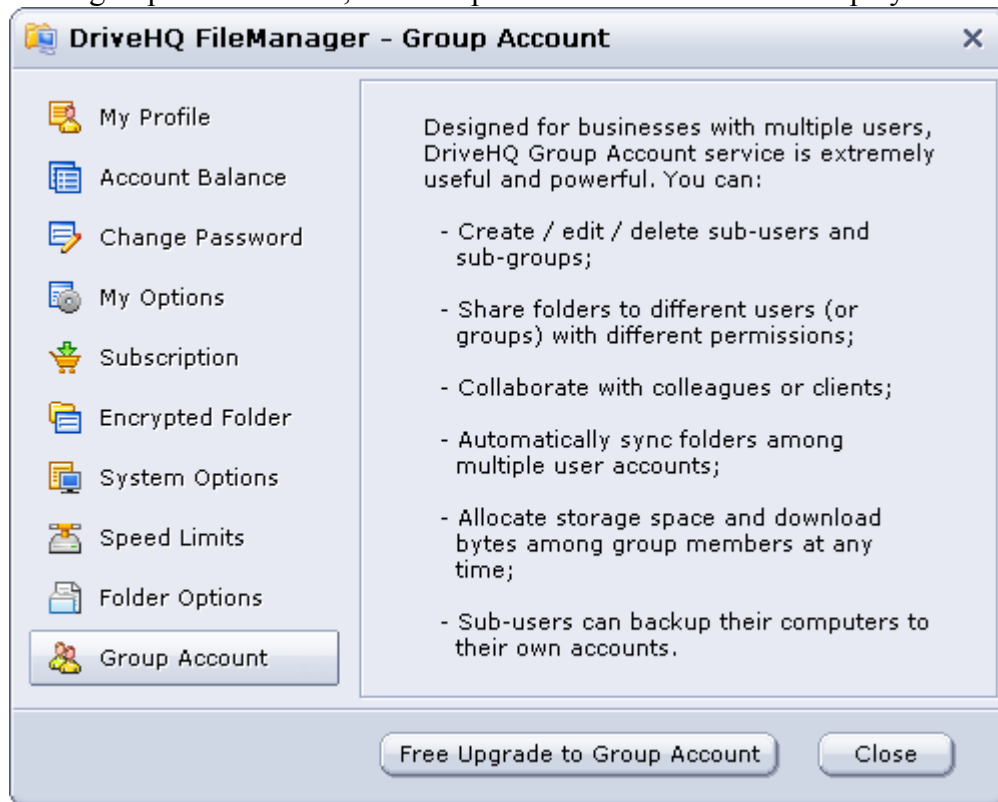 DriveHQ FileManager - Group Account
My Profile
Account Balance
Change Password
My Options
Subscription
Encrypted Folder
System Options
Speed Limits
Folder Options
Group Account
Designed for businesses with multiple users,
DriveHQ Group Account service is extremely
useful and powerful. You can:
- Create / edit / delete sub-users and
sub-groups;
- Share folders to different users (or
groups) with different permissions;
- Collaborate with colleagues or clients;
- Automatically sync folders among
multiple user accounts;
- Allocate storage space and download
bytes among group members at any
time;
- Sub-users can backup their computers to
their own accounts.
Free Upgrade to Group Account
Close